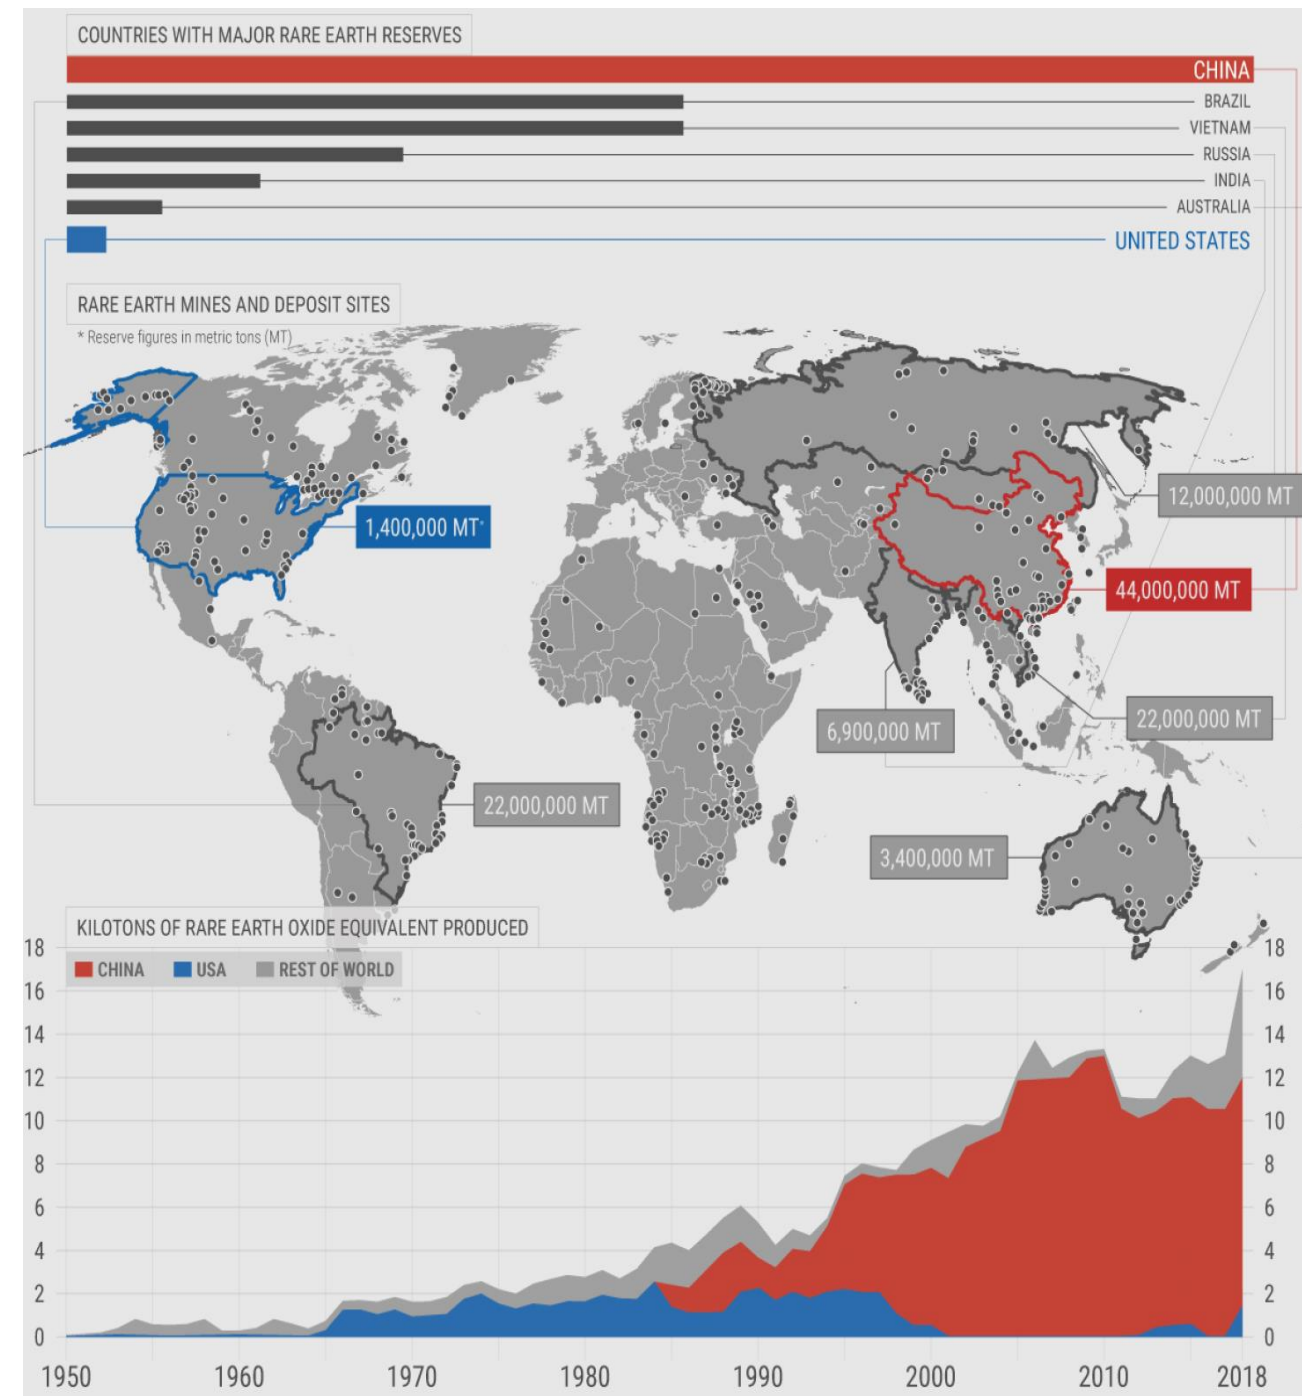 COUNTRIES WITH MAJOR RARE EARTH RESERVES
CHINA
BRAZIL
VIETNAM
RUSSIA
INDIA
AUSTRALIA
UNITED STATES
RARE EARTH MINES AND DEPOSIT SITES
* Reserve figures in metric tons (MT)
12,000,000 MT
1,400,000 MT*
44,000,000 MT
6,900,000 MT
22,000,000 MT
22,000,000 MT
3,400,000 MT
KILOTONS OF RARE EARTH OXIDE EQUIVALENT PRODUCED
CHINA USA REST OF WORLD
18 18
16 16
14 14
12 12
10 10
8 8
6 6
4 4
2 2
0 0
1950 1960 1970 1980 1990 2000 2010 2018